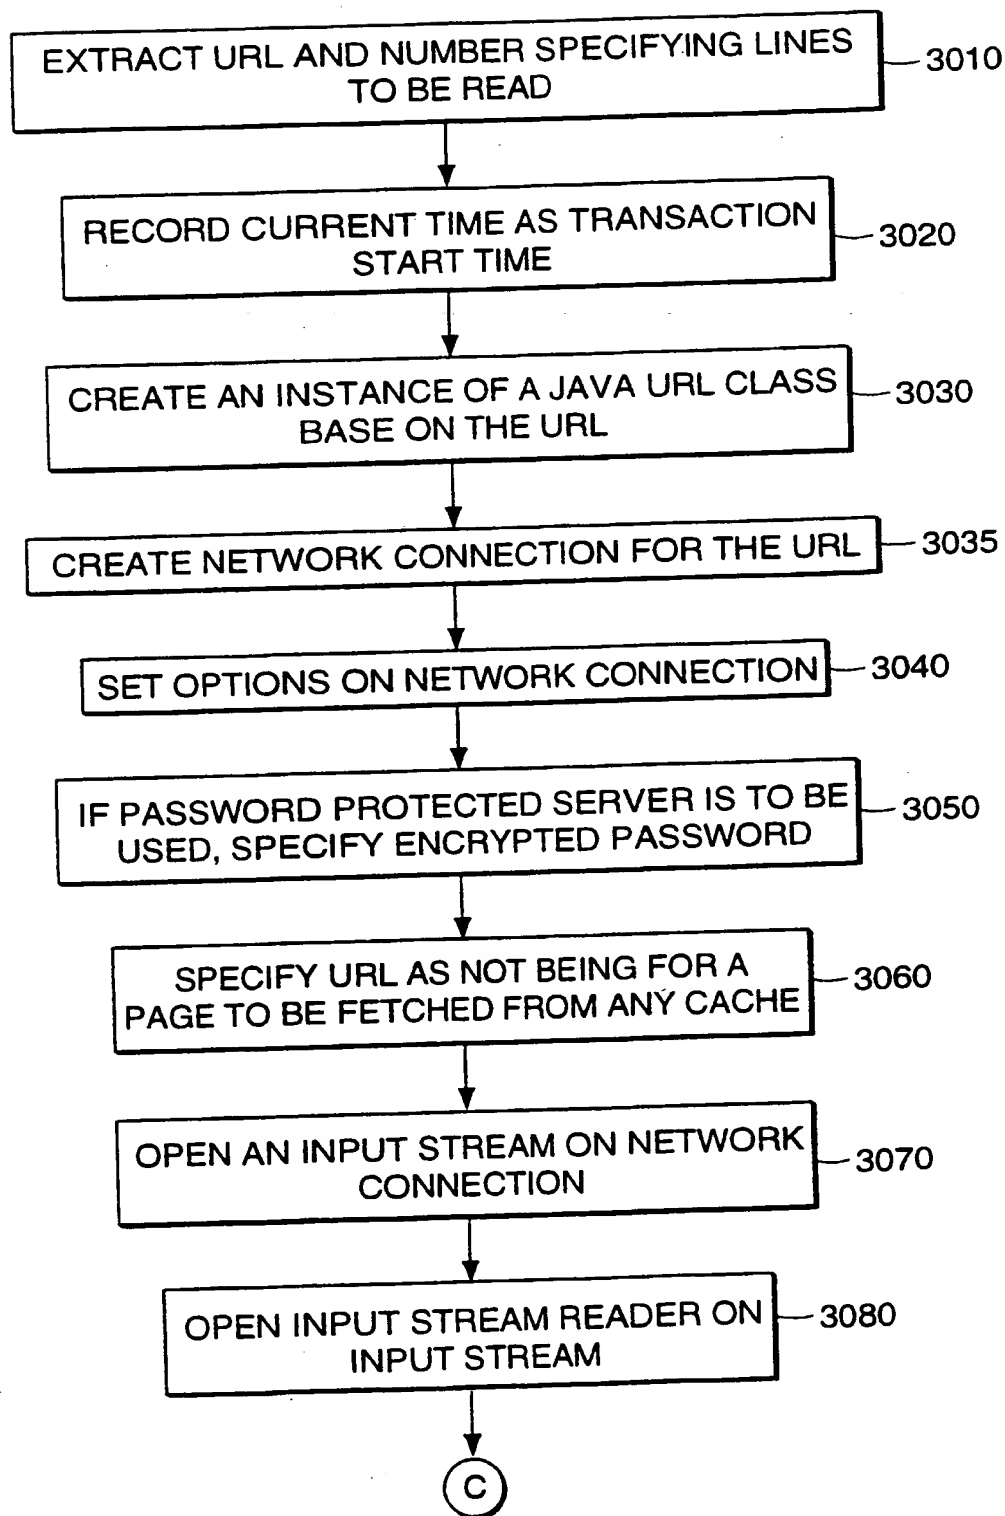 EXTRACT URL AND NUMBER SPECIFYING LINES
TO BE READ
3010
RECORD CURRENT TIME AS TRANSACTION
START TIME
3020
CREATE AN INSTANCE OF A JAVA URL CLASS
BASE ON THE URL
3030
CREATE NETWORK CONNECTION FOR THE URL
3035
SET OPTIONS ON NETWORK CONNECTION
3040
IF PASSWORD PROTECTED SERVER IS TO BE
USED, SPECIFY ENCRYPTED PASSWORD
3050
SPECIFY URL AS NOT BEING FOR A
PAGE TO BE FETCHED FROM ANY CACHE
3060
OPEN AN INPUT STREAM ON NETWORK
CONNECTION
3070
OPEN INPUT STREAM READER ON
INPUT STREAM
3080
C